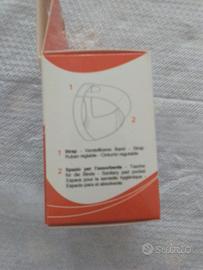 1
2
1 Strap - Verstellbares Band - Strap
Ruban réglable - Cinturino regulable
2 Spazio per l'assorbente - Tasche
für die Binde - Sanitary pad pocket
Espace pour la serviette hygiénique -
Espacio para el absorbente
subito